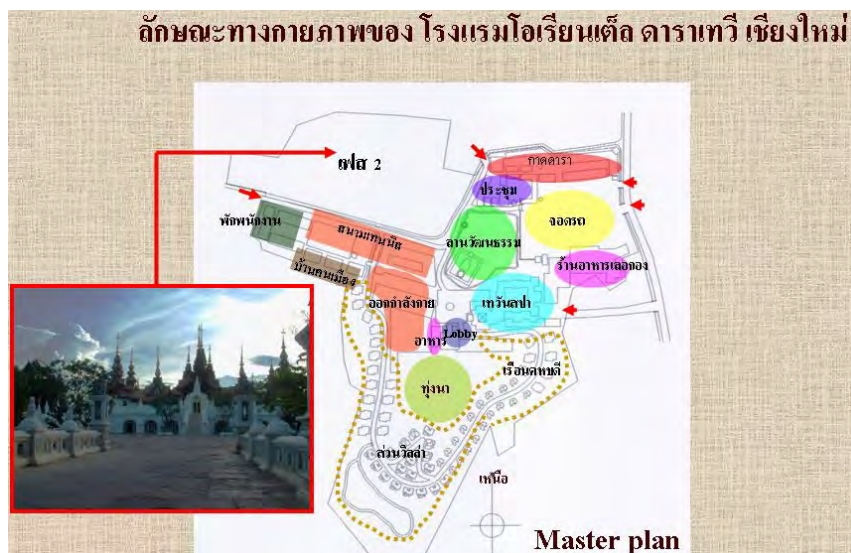 ลักษณะทางกายภาพของ โรงแรมโอเรียนเต็ล ดาราเทวี เชียงใหม่
เฟส 2
กาดดารา
ประชุม
พักพนักงาน
สนามเทนนิส
ลานวัฒนธรรม
จอดรถ
บ้านคนเมือง
ร้านอาหารเลอกอง
ออกกำลังกาย
เทวันสปา
อาหาร
Lobby
เรือนคหบดี
ทุ่งนา
ส่วนวิลล่า
เหนือ
Master plan